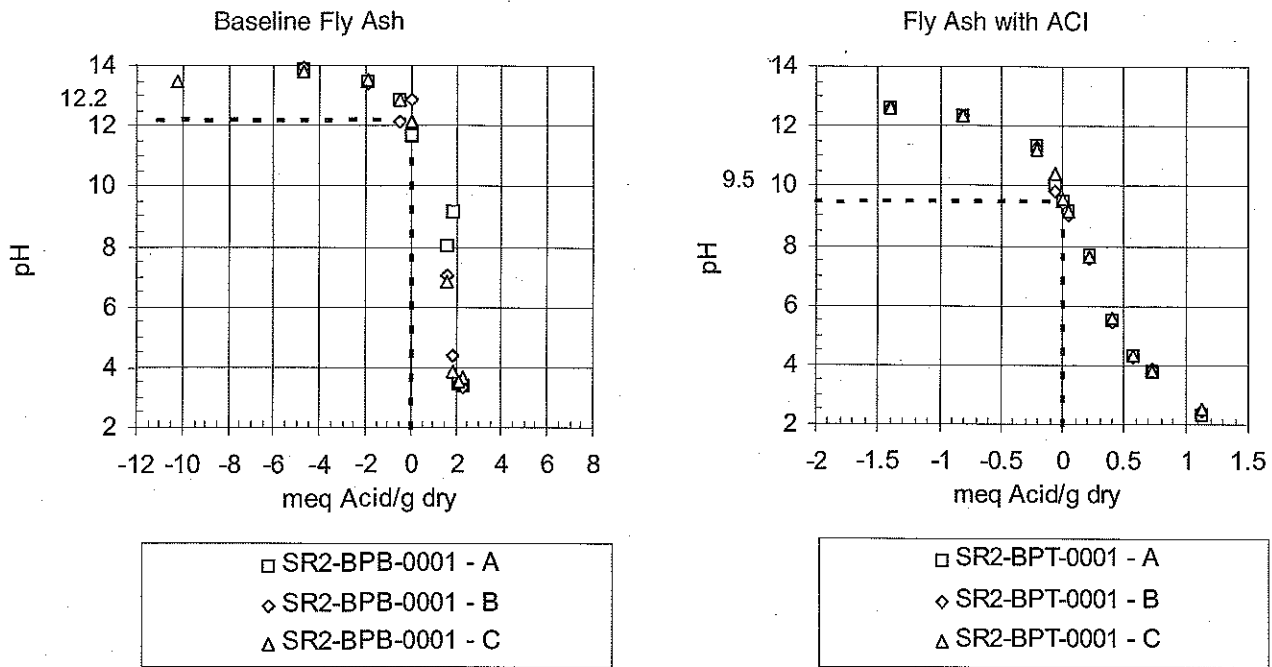 Baseline Fly Ash
14
12.2
12
10
8
6
4
2
pH
-12 -10 -8 -6 -4 -2 0 2 4 6 8
meq Acid/g dry
SR2-BPB-0001 - A
SR2-BPB-0001 - B
SR2-BPB-0001 - C
Fly Ash with ACI
14
12
10
9.5
8
6
4
2
pH
-2 -1.5 -1 -0.5 0 0.5 1 1.5
meq Acid/g dry
SR2-BPT-0001 - A
SR2-BPT-0001 - B
SR2-BPT-0001 - C